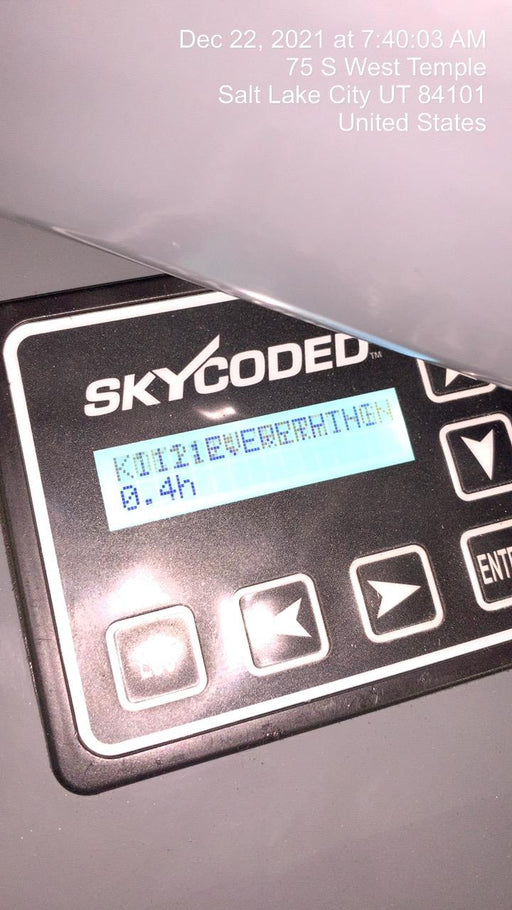 Dec 22, 2021 at 7:40:03 AM
75 S West Temple
Salt Lake City UT 84101
United States
SKYCODED™
0.4h